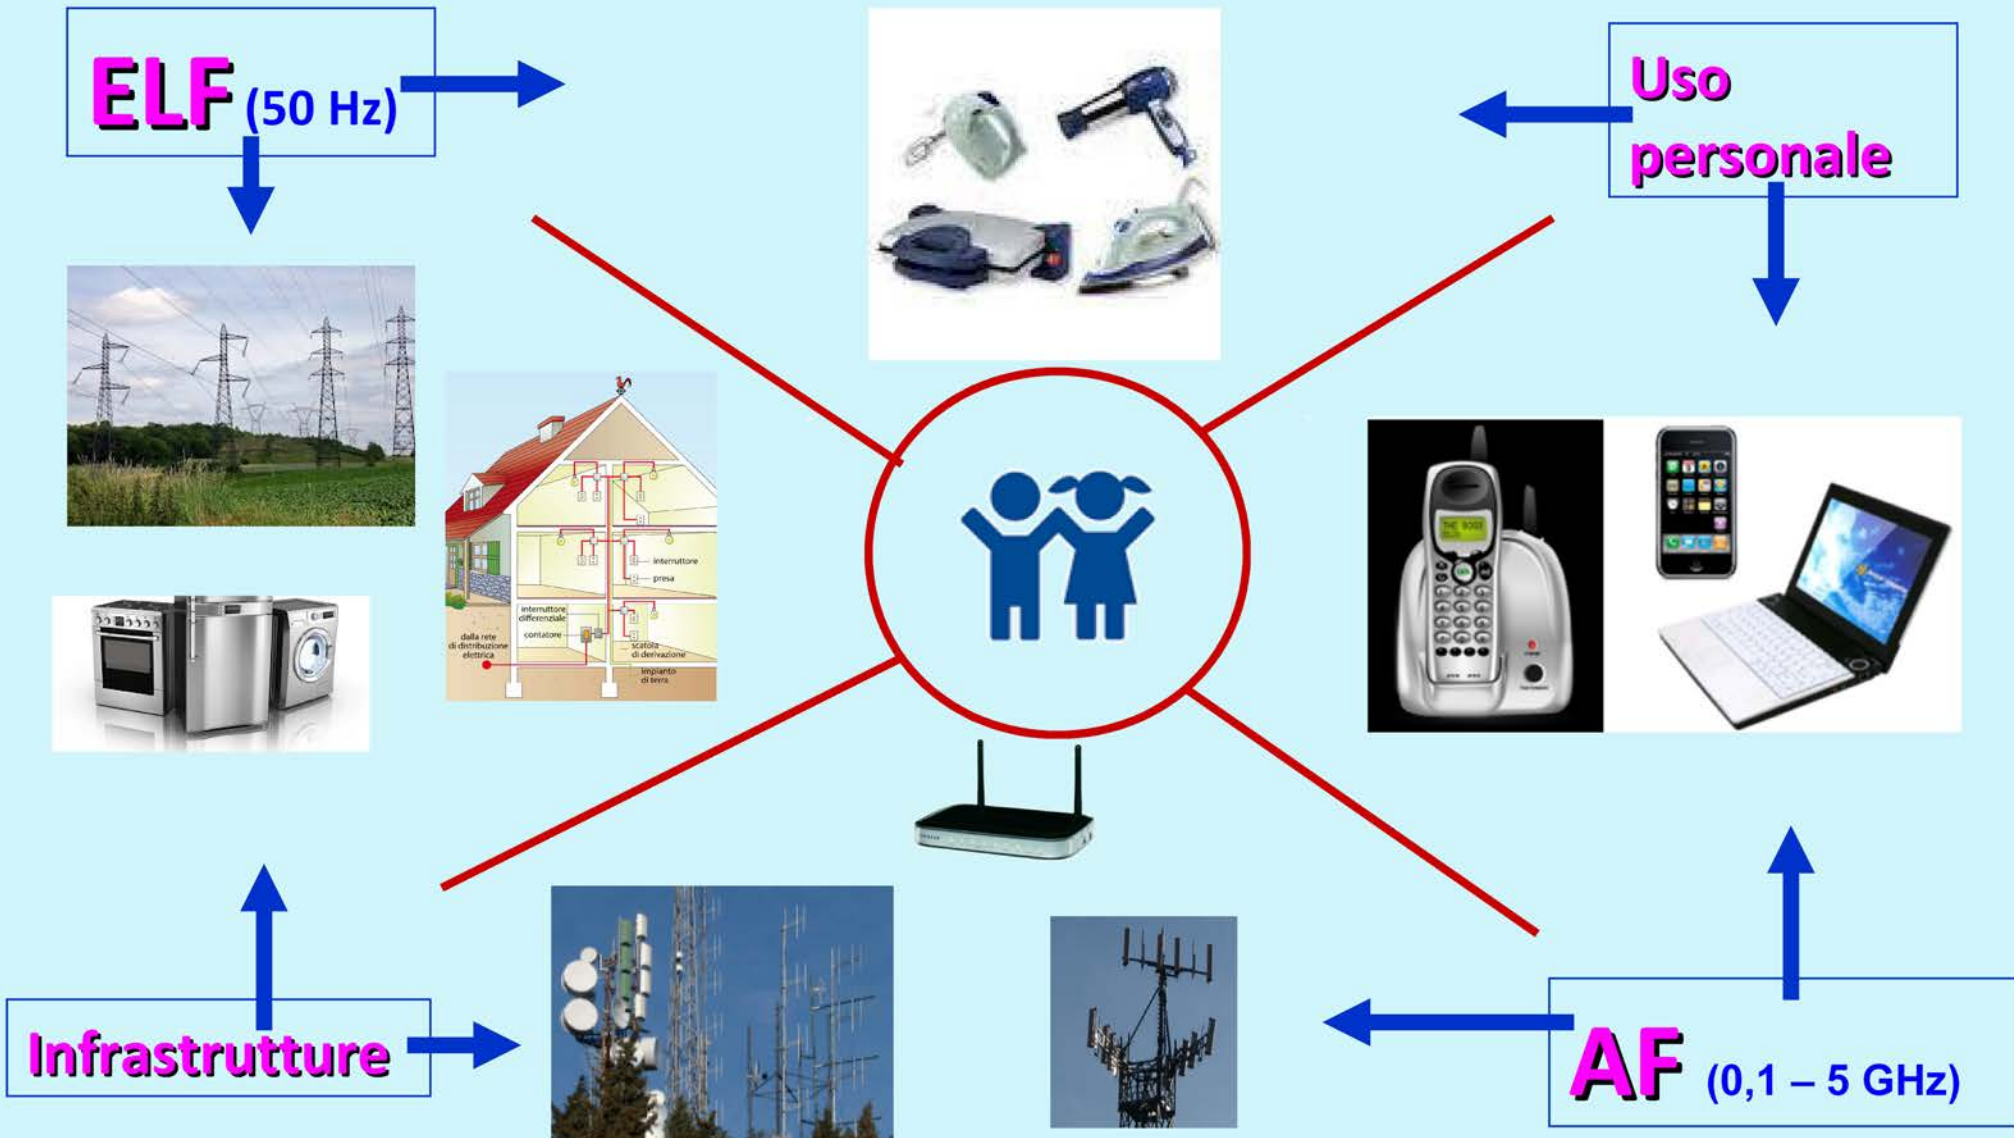 ELF (50 Hz)
Uso
personale
interruttore
presa
interruttore
differenziale
contatore
dalla rete
di distribuzione
elettrica
scatola
di derivazione
impianto
di terra
Infrastrutture
AF (0,1 – 5 GHz)